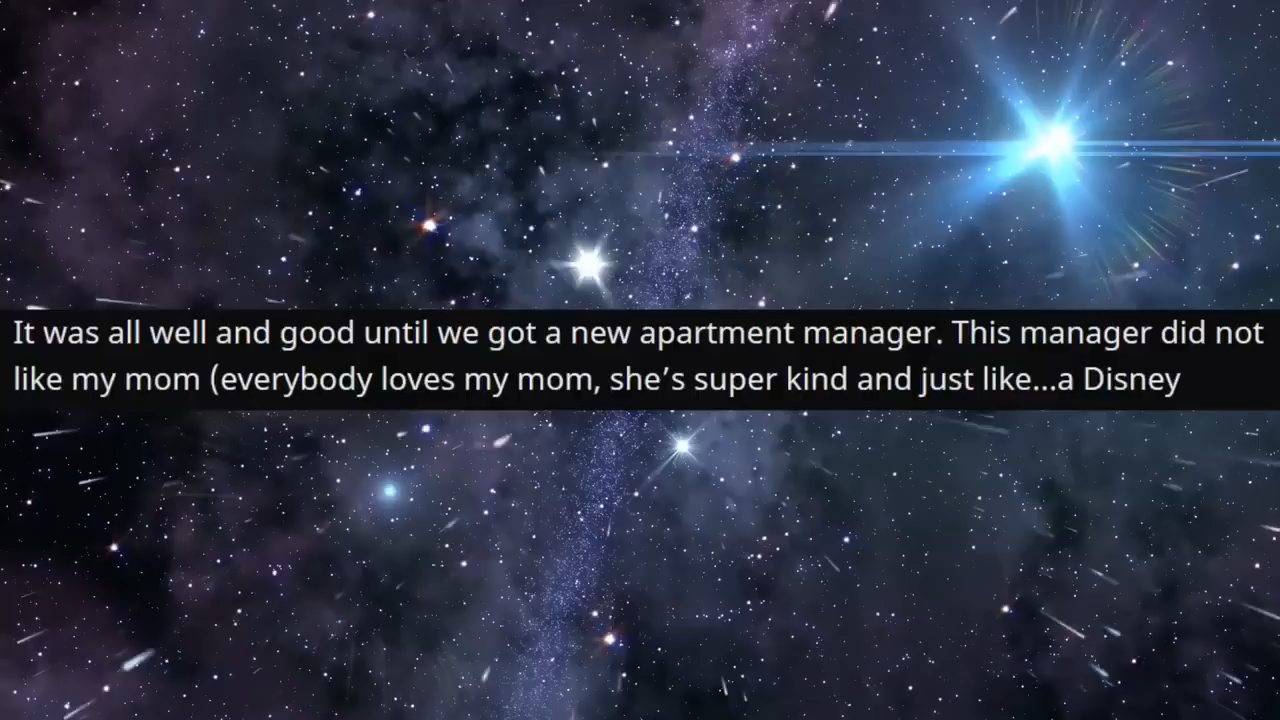 It was all well and good until we got a new apartment manager. This manager did not
like my mom (everybody loves my mom, she’s super kind and just like...a Disney